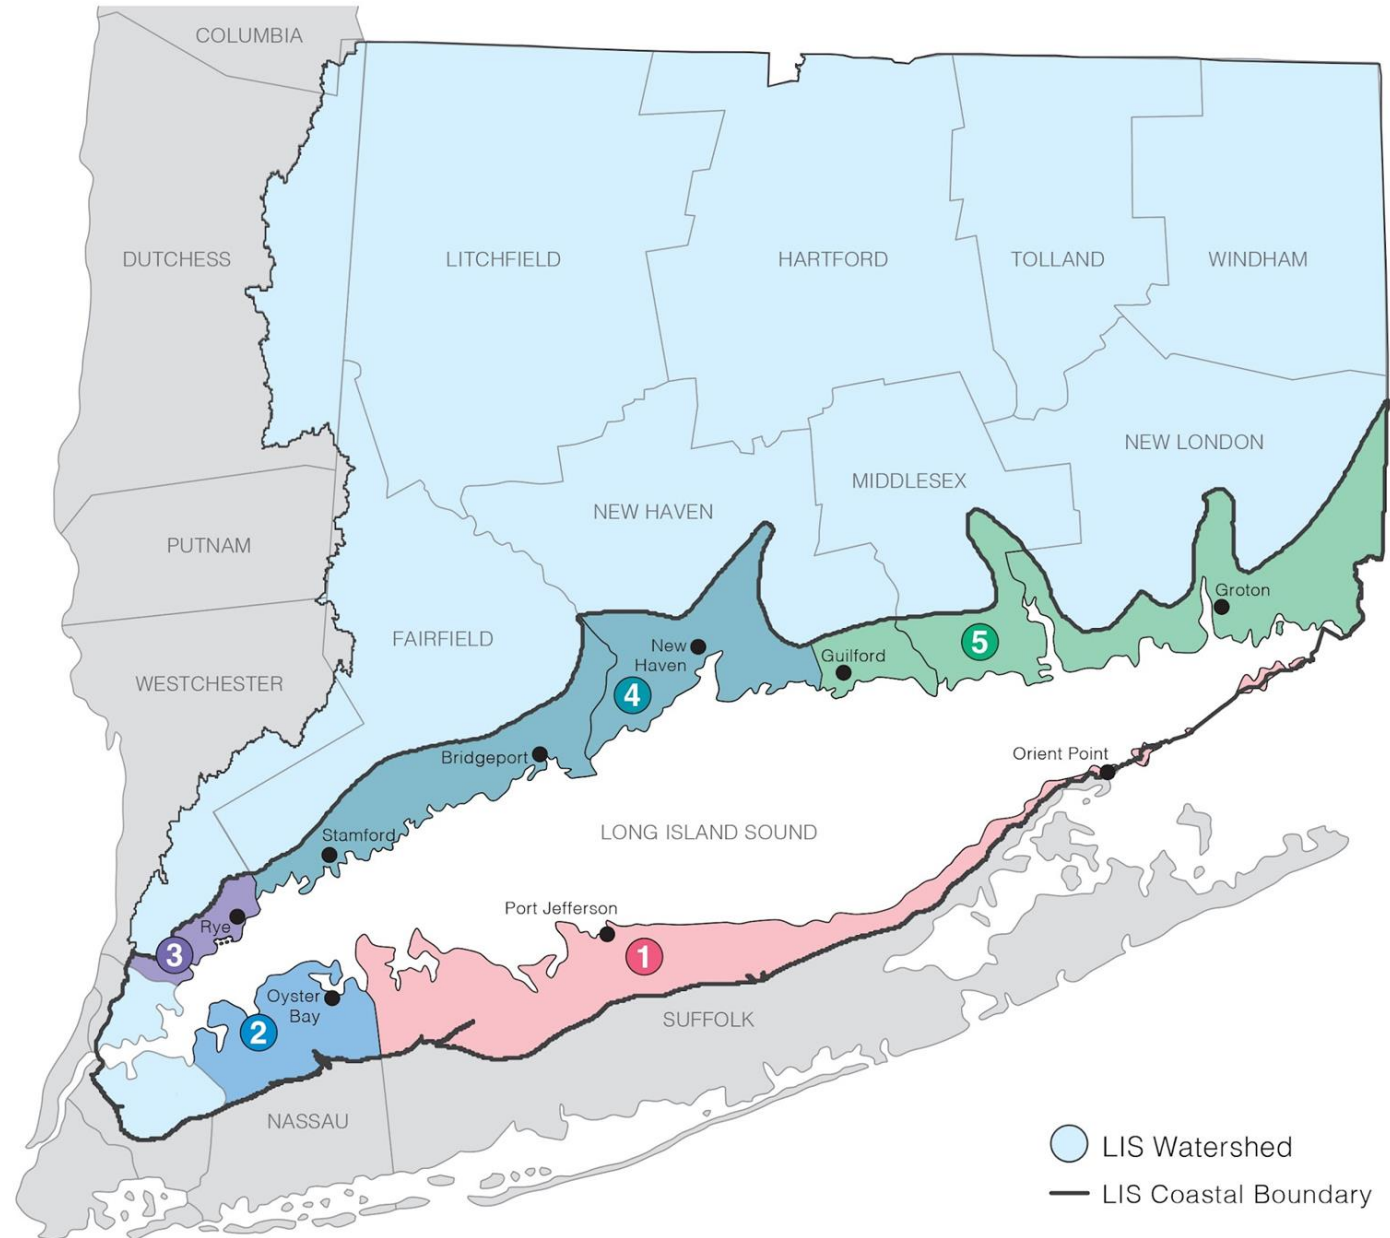 COLUMBIA
DUTCHESS
LITCHFIELD
HARTFORD
TOLLAND
WINDHAM
NEW LONDON
MIDDLESEX
NEW HAVEN
PUTNAM
Groton
FAIRFIELD
5
New
Haven
Guilford
WESTCHESTER
4
Bridgeport
Orient Point
Stamford
LONG ISLAND SOUND
Port Jefferson
Rye
3
1
Oyster
Bay
2
SUFFOLK
NASSAU
LIS Watershed
LIS Coastal Boundary